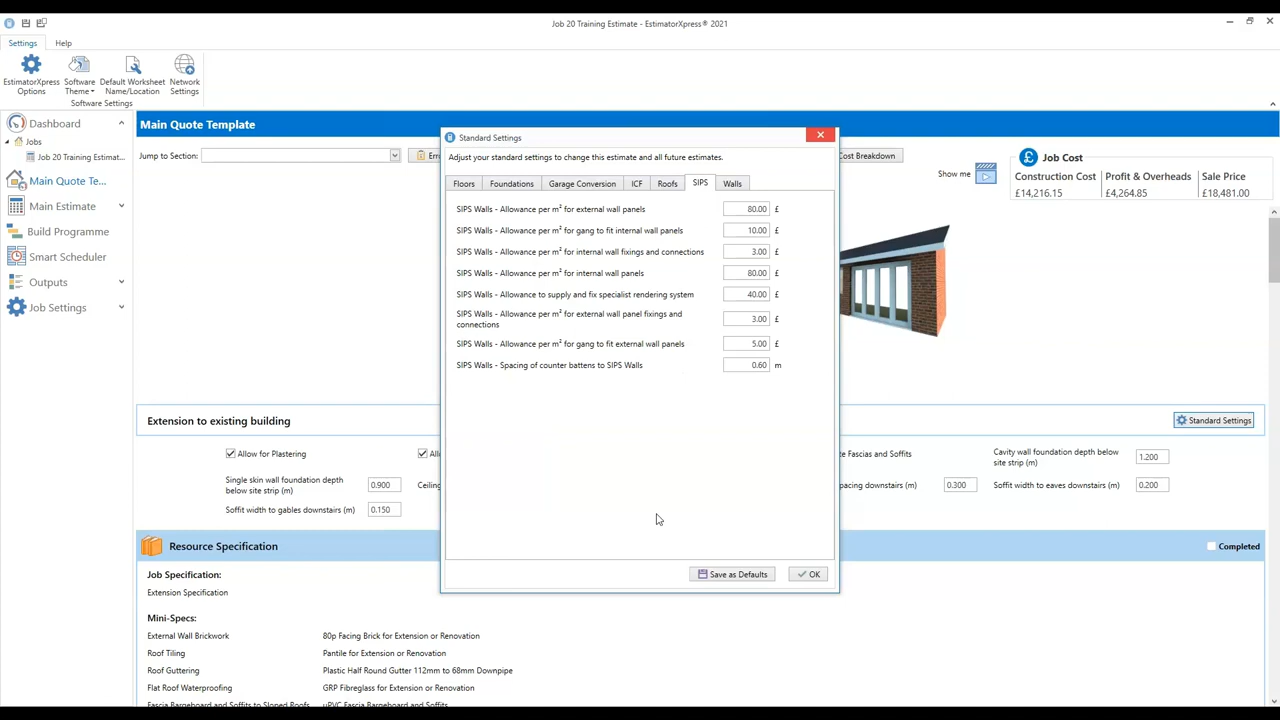 Job 20 Training Estimate - EstimatorXpress® 2021
Settings
Help
EstimatorXpress Options
Software Theme
Default Worksheet Name/Location
Network Settings
Software Settings
Dashboard
Jobs
Job 20 Training Estimat...
Main Quote Te...
Main Estimate
Build Programme
Smart Scheduler
Outputs
Job Settings
Main Quote Template
Jump to Section:
Cost Breakdown
Show me
Job Cost
Construction Cost
£14,216.15
Profit & Overheads
£4,264.85
Sale Price
£18,481.00
Standard Settings
Adjust your standard settings to change this estimate and all future estimates.
Floors
Foundations
Garage Conversion
ICF
Roofs
SIPS
Walls
SIPS Walls - Allowance per m² for external wall panels 80.00 £
SIPS Walls - Allowance per m² for gang to fit internal wall panels 10.00 £
SIPS Walls - Allowance per m² for internal wall fixings and connections 3.00 £
SIPS Walls - Allowance per m² for internal wall panels 80.00 £
SIPS Walls - Allowance to supply and fix specialist rendering system 40.00 £
SIPS Walls - Allowance per m² for external wall panel fixings and
connections 3.00 £
SIPS Walls - Allowance per m² for gang to fit external wall panels 5.00 £
SIPS Walls - Spacing of counter battens to SIPS Walls 0.60 m
Save as Defaults
OK
Extension to existing building
Standard Settings
Allow for Plastering
Fascias and Soffits
Cavity wall foundation depth below
site strip (m) 1.200
Single skin wall foundation depth
below site strip (m) 0.900
spacing downstairs (m) 0.300
Soffit width to eaves downstairs (m) 0.200
Soffit width to gables downstairs (m) 0.150
Resource Specification
Completed
Job Specification:
Extension Specification
Mini-Specs:
External Wall Brickwork 80p Facing Brick for Extension or Renovation
Roof Tiling Pantile for Extension or Renovation
Roof Guttering Plastic Half Round Gutter 112mm to 68mm Downpipe
Flat Roof Waterproofing GRP Fibreglass for Extension or Renovation
Fascia Bargeboard and Soffits to Sloped Roofs uPVC Fascia Bargeboard and Soffits